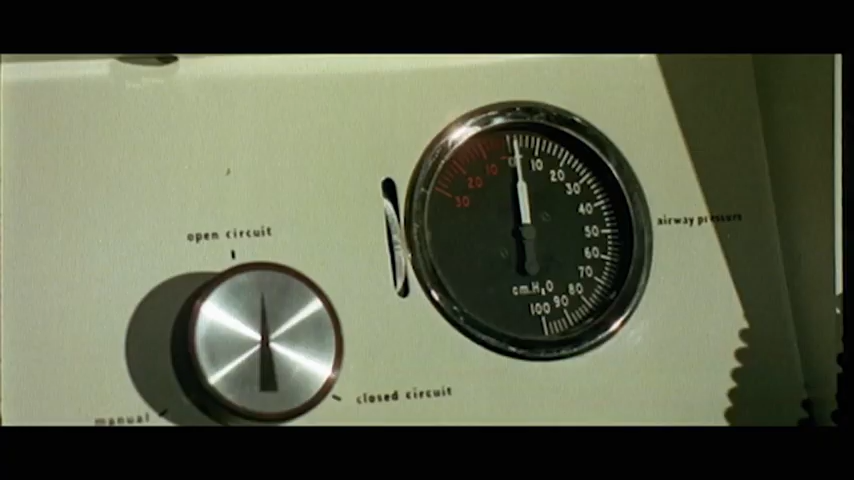 10 0 10
20 20
30 30
40
50
60
70
80
90
100
cm.H₂O
airway pressure
open circuit
closed circuit
manual